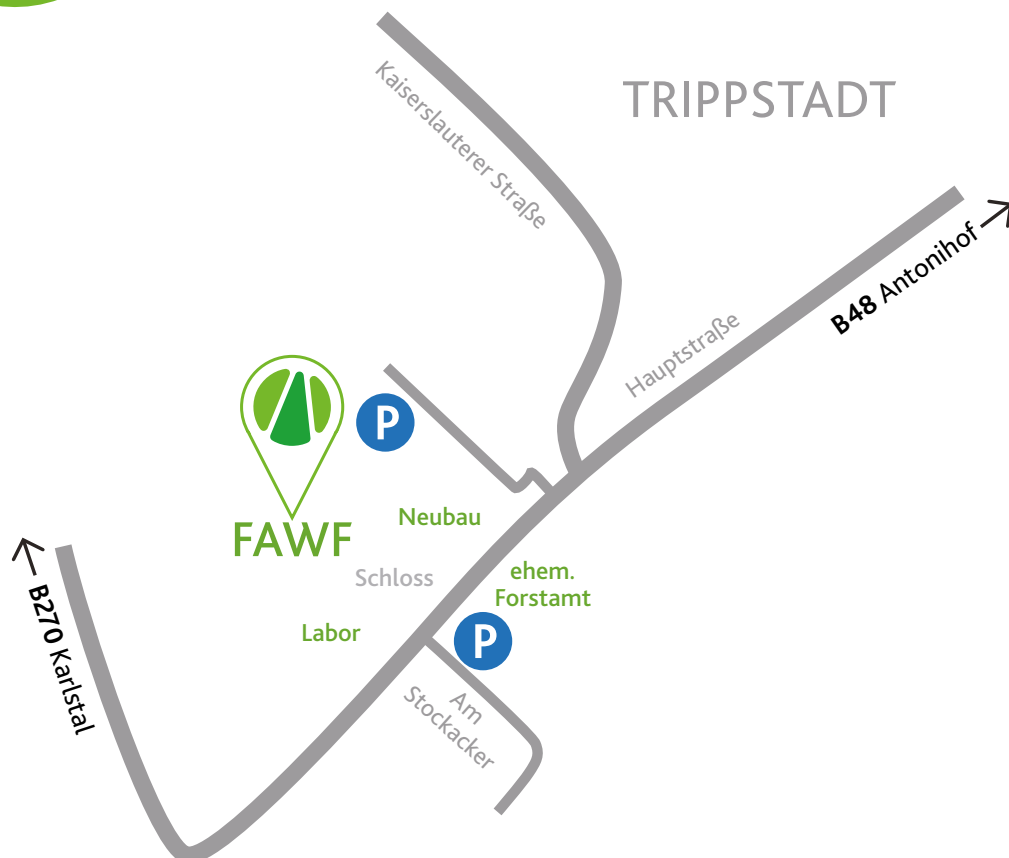 TRIPPSTADT
Kaiserslauterer Straße
B48 Antonihof
Hauptstraße
P
Neubau
FAWF
Schloss
ehem.
Forstamt
Labor
P
B270 Karlstal
Am
Stockacker